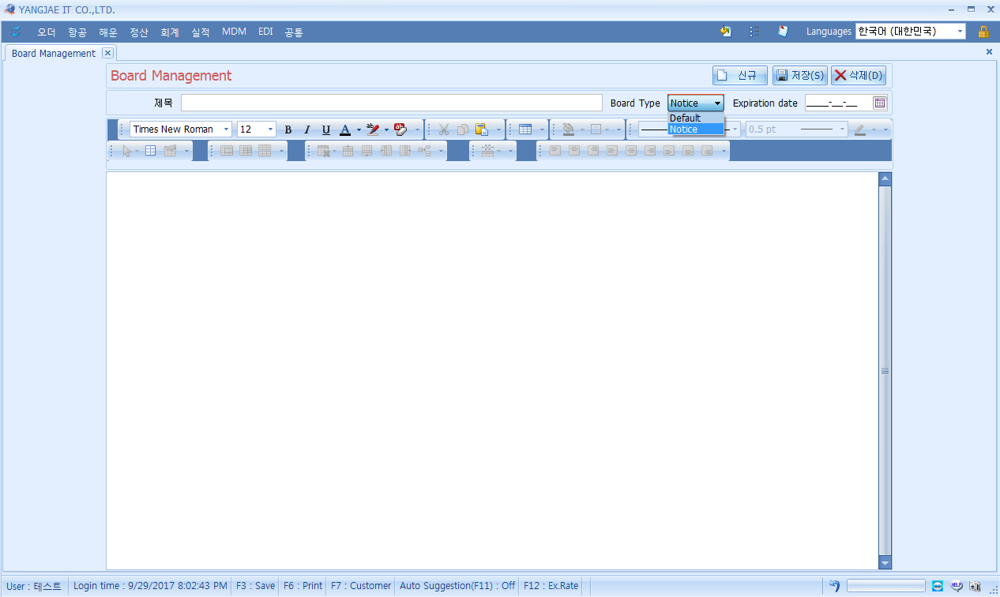 YANGJAE IT CO.,LTD.
오더 항공 해운 정산 회계 실적 MDM EDI 공통 Languages 한국어 (대한민국)
Board Management
Board Management 신규 저장(S) 삭제(D)
제목 Board Type Notice Expiration date ____-__-__
Default
Notice
Times New Roman 12 B I U A ab ab 0.5 pt
User : 테스트 Login time : 9/29/2017 8:02:43 PM F3 : Save F6 : Print F7 : Customer Auto Suggestion(F11) : Off F12 : Ex.Rate HELP